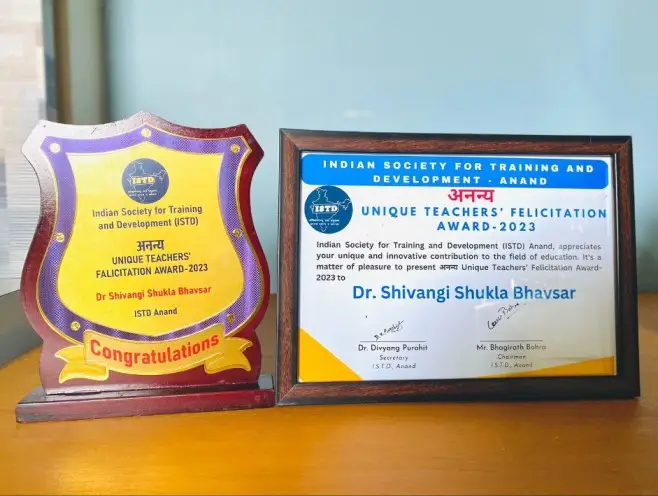 ISTD
Indian Society for Training
and Development (ISTD)
अनन्य
UNIQUE TEACHERS'
FALICITATION AWARD-2023
Dr Shivangi Shukla Bhavsar
ISTD Anand
Congratulations
INDIAN SOCIETY FOR TRAINING AND
DEVELOPMENT - ANAND
ISTD
अनन्य
UNIQUE TEACHERS' FELICITATION
AWARD-2023
Indian Society for Training and Development (ISTD) Anand, appreciates
your unique and innovative contribution to the field of education. It's a
matter of pleasure to present अनन्य Unique Teachers' Felicitation Award-
2023 to
Dr. Shivangi Shukla Bhavsar
Dr. Divyang Purohit
Secretary
I.S.T.D, Anand
Mr. Bhagirath Bahra
Chairman
I.S.T.D, Anand